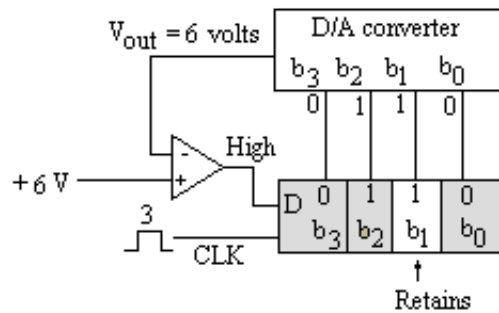 V_out = 6 volts
D/A converter
b₃ b₂ b₁ b₀
0 1 1 0
High
- 
+
+ 6 V
D 0 1 1 0
b₃ b₂ b₁ b₀
3
CLK
Retains